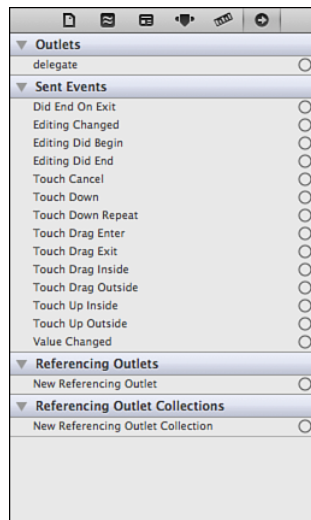 Outlets
delegate
Sent Events
Did End On Exit
Editing Changed
Editing Did Begin
Editing Did End
Touch Cancel
Touch Down
Touch Down Repeat
Touch Drag Enter
Touch Drag Exit
Touch Drag Inside
Touch Drag Outside
Touch Up Inside
Touch Up Outside
Value Changed
Referencing Outlets
New Referencing Outlet
Referencing Outlet Collections
New Referencing Outlet Collection